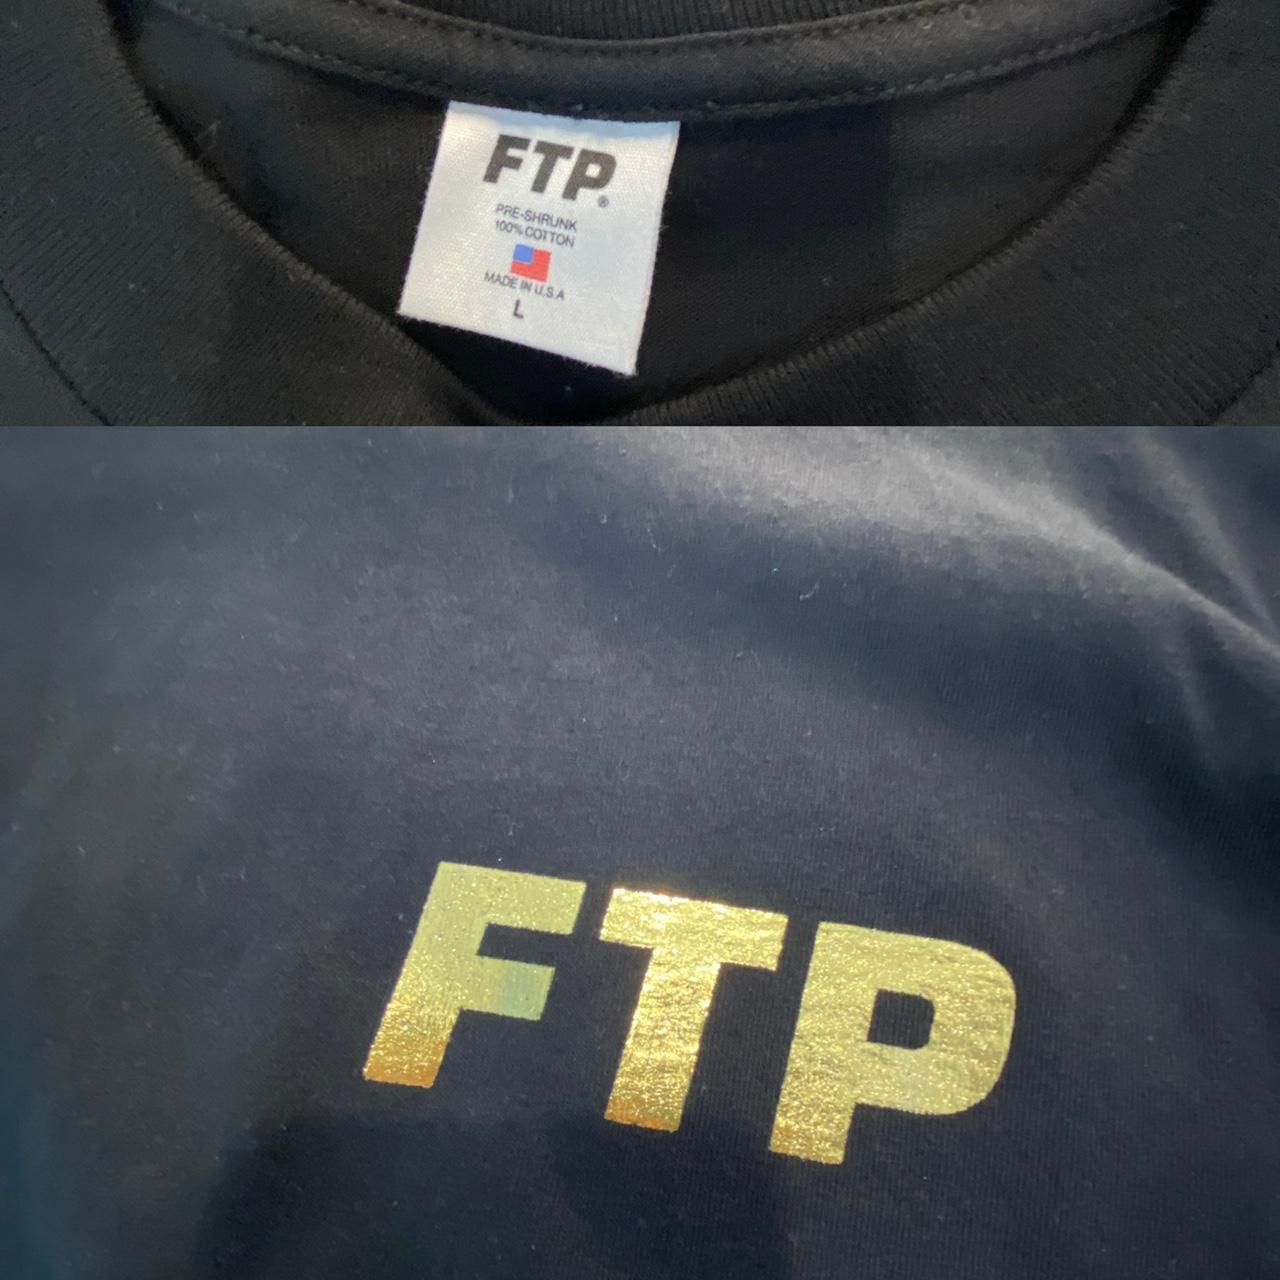 FTP®
PRE-SHRUNK
100% COTTON
MADE IN U.S.A
L
FTP